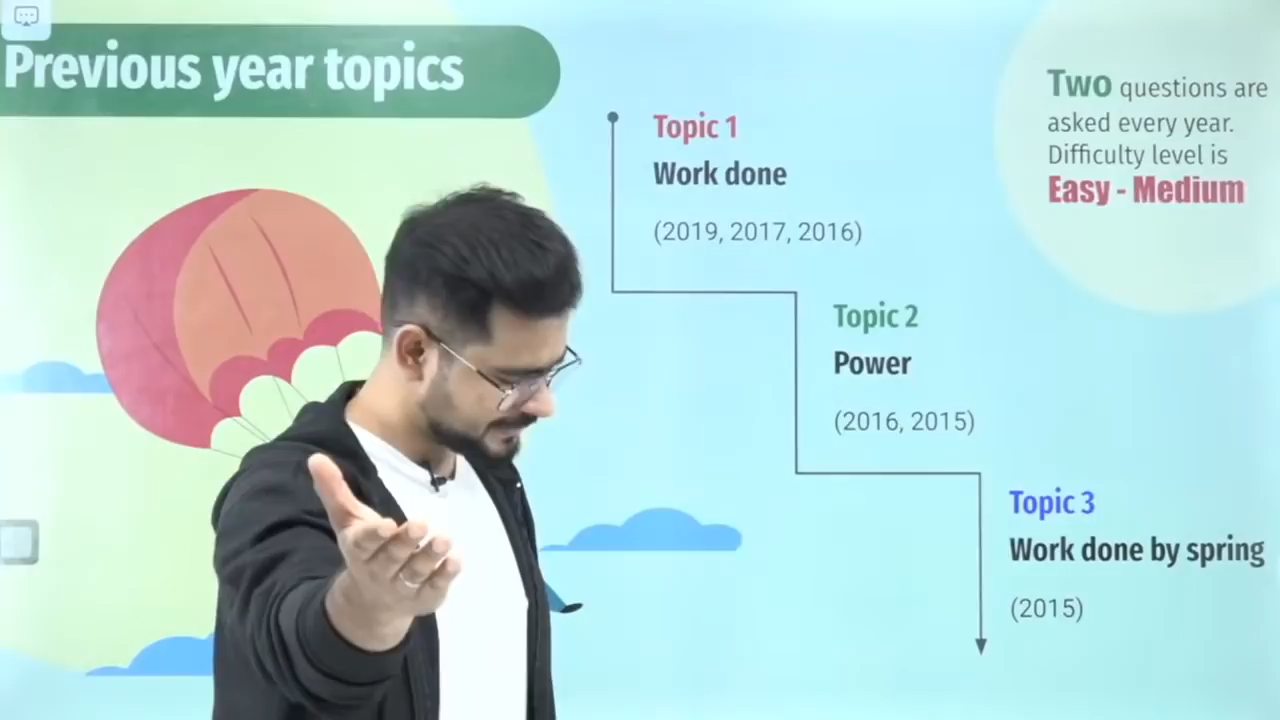 Previous year topics
Two questions are
asked every year.
Difficulty level is
Easy - Medium
Topic 1
Work done
(2019, 2017, 2016)
Topic 2
Power
(2016, 2015)
Topic 3
Work done by spring
(2015)